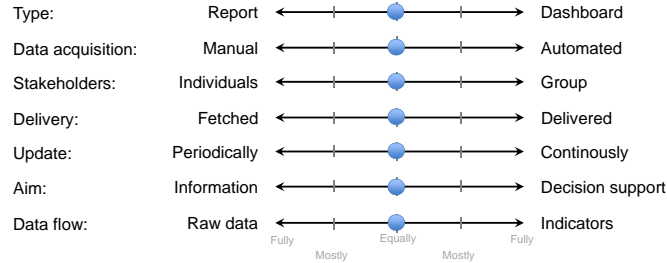 Type: Report Dashboard
Data acquisition: Manual Automated
Stakeholders: Individuals Group
Delivery: Fetched Delivered
Update: Periodically Continously
Aim: Information Decision support
Data flow: Raw data Indicators
Fully Equally Fully
Mostly Mostly